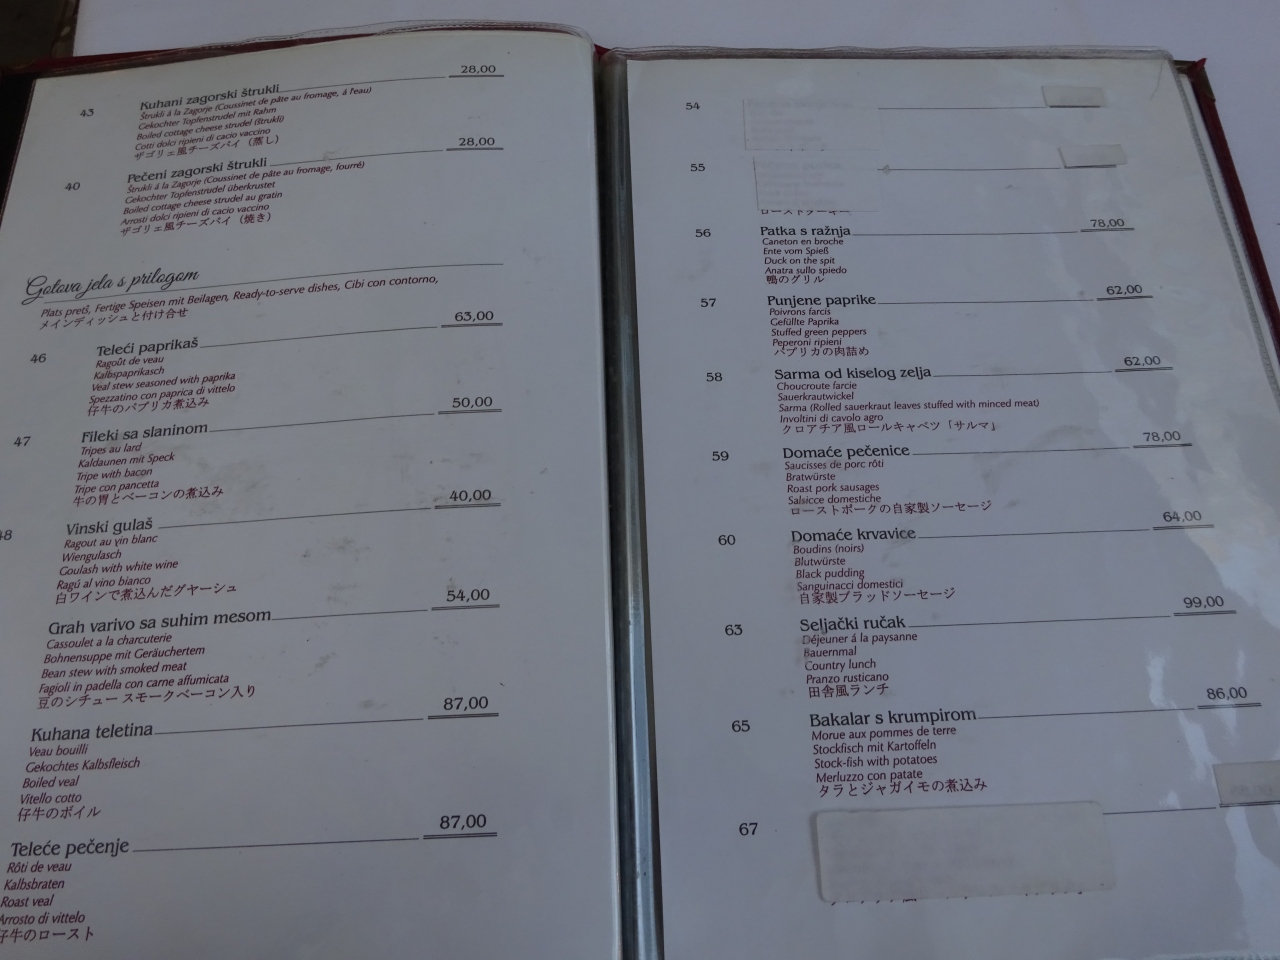 43
Kuhani zagorski štrukli 28,00
Štrukli á la Zagorje (Coussinet de pâte au fromage, á l'eau)
Gekochter Topfenstrudel mit Rahm
Boiled cottage cheese strudel (štrukli)
Cotti dolci ripieni di cacio vaccino
ザゴリェ風チーズパイ（蒸し）
40
Pečeni zagorski štrukli 28,00
Štrukli á la Zagorje (Coussinet de pâte au fromage, fourré)
Gekochter Topfenstrudel überkrustet
Boiled cottage cheese strudel au gratin
Arrosti dolci ripieni di cacio vaccino
ザゴリェ風チーズパイ（焼き）
Gotova jela s prilogom
Plats pretš, Fertige Speisen mit Beilagen, Ready-to-serve dishes, Cibi con contorno,
メインディッシュと付け合せ
46
Teleći paprikaš 63,00
Ragoût de veau
Kalbspaprikasch
Veal stew seasoned with paprika
Spezzatino con paprica di vittelo
仔牛のパプリカ煮込み
47
Fileki sa slaninom 50,00
Tripes au lard
Kaldaunen mit Speck
Tripe with bacon
Tripe con pancetta
牛の胃とベーコンの煮込み
48
Vinski gulaš 40,00
Ragout au vin blanc
Wiengulasch
Goulash with white wine
Ragú al vino bianco
白ワインで煮込んだグヤーシュ
Grah varivo sa suhim mesom 54,00
Cassoulet a la charcuterie
Bohnensuppe mit Geräuchertem
Bean stew with smoked meat
Fagioli in padella con carne affumicata
豆のシチュー スモークベーコン入り
Kuhana teletina 87,00
Veau bouilli
Gekochtes Kalbsfleisch
Boiled veal
Vitello cotto
仔牛のボイル
Teleće pečenje 87,00
Rôti de veau
Kalbsbraten
Roast veal
Arrosto di vittelo
仔牛のロースト
54
55
ローストターキー
56
Patka s ražnja 78,00
Caneton en broche
Ente vom Spieß
Duck on the spit
Anatra sullo spiedo
鴨のグリル
57
Punjene paprike 62,00
Poivrons farcis
Gefüllte Paprika
Stuffed green peppers
Peperoni ripieni
パプリカの肉詰め
58
Sarma od kiselog zelja 62,00
Choucroute farcie
Sauerkrautwickel
Sarma (Rolled sauerkraut leaves stuffed with minced meat)
Involtini di cavolo agro
クロアチア風ロールキャベツ「サルマ」
59
Domaće pečenice 78,00
Saucisses de porc rôti
Bratwürste
Roast pork sausages
Salsicce domestiche
ローストポークの自家製ソーセージ
60
Domaće krvavice 64,00
Boudins (noirs)
Blutwürste
Black pudding
Sanguinacci domestici
自家製ブラッドソーセージ
63
Seljački ručak 99,00
Déjeuner á la paysanne
Bauernmal
Country lunch
Pranzo rusticano
田舎風ランチ
65
Bakalar s krumpirom 86,00
Morue aux pommes de terre
Stockfisch mit Kartoffeln
Stock-fish with potatoes
Merluzzo con patate
タラとジャガイモの煮込み
67